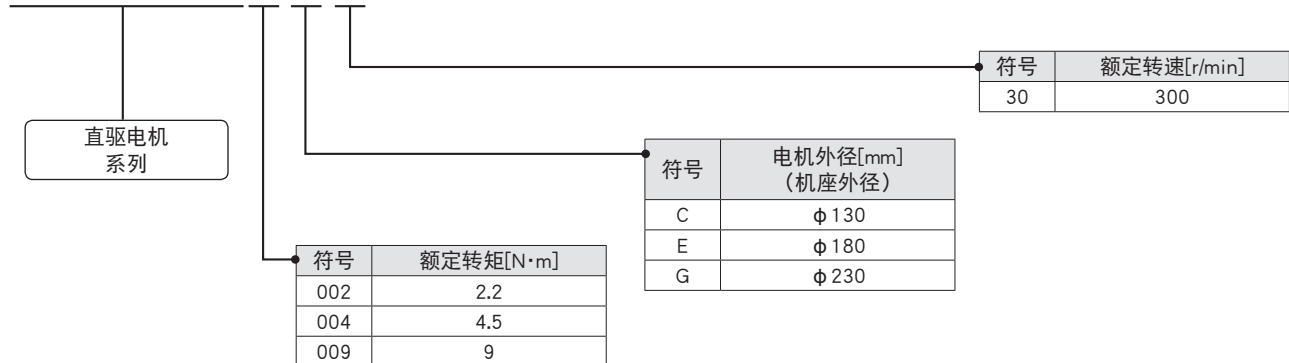 符号 额定转速[r/min]
30 300
直驱电机
系列
符号 电机外径[mm]
(机座外径)
C φ130
E φ180
G φ230
符号 额定转矩[N·m]
002 2.2
004 4.5
009 9